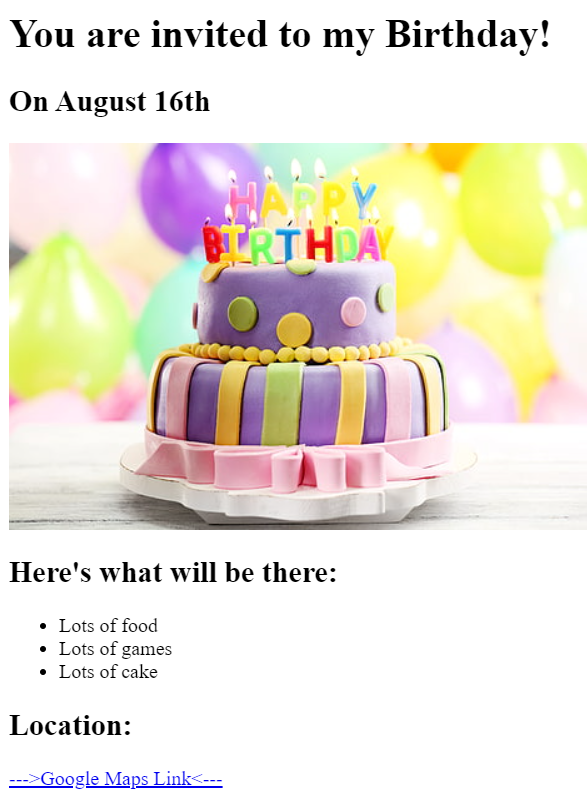 You are invited to my Birthday!
On August 16th
HAPPY
BIRTHDAY
Here's what will be there:
Lots of food
Lots of games
Lots of cake
Location:
--->Google Maps Link<---